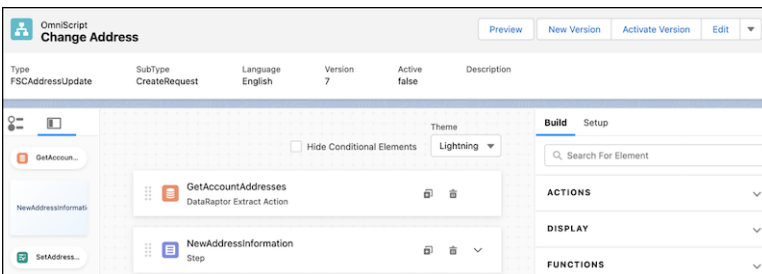 OmniScript
Change Address
Preview New Version Activate Version Edit
Type SubType Language Version Active Description
FSCAddressUpdate CreateRequest English 7 false
Theme
Build Setup
Hide Conditional Elements Lightning
Search For Element
GetAccoun...
GetAccountAddresses
DataRaptor Extract Action
ACTIONS
NewAddressInformati
DISPLAY
NewAddressInformation
Step
SetAddress...
FUNCTIONS